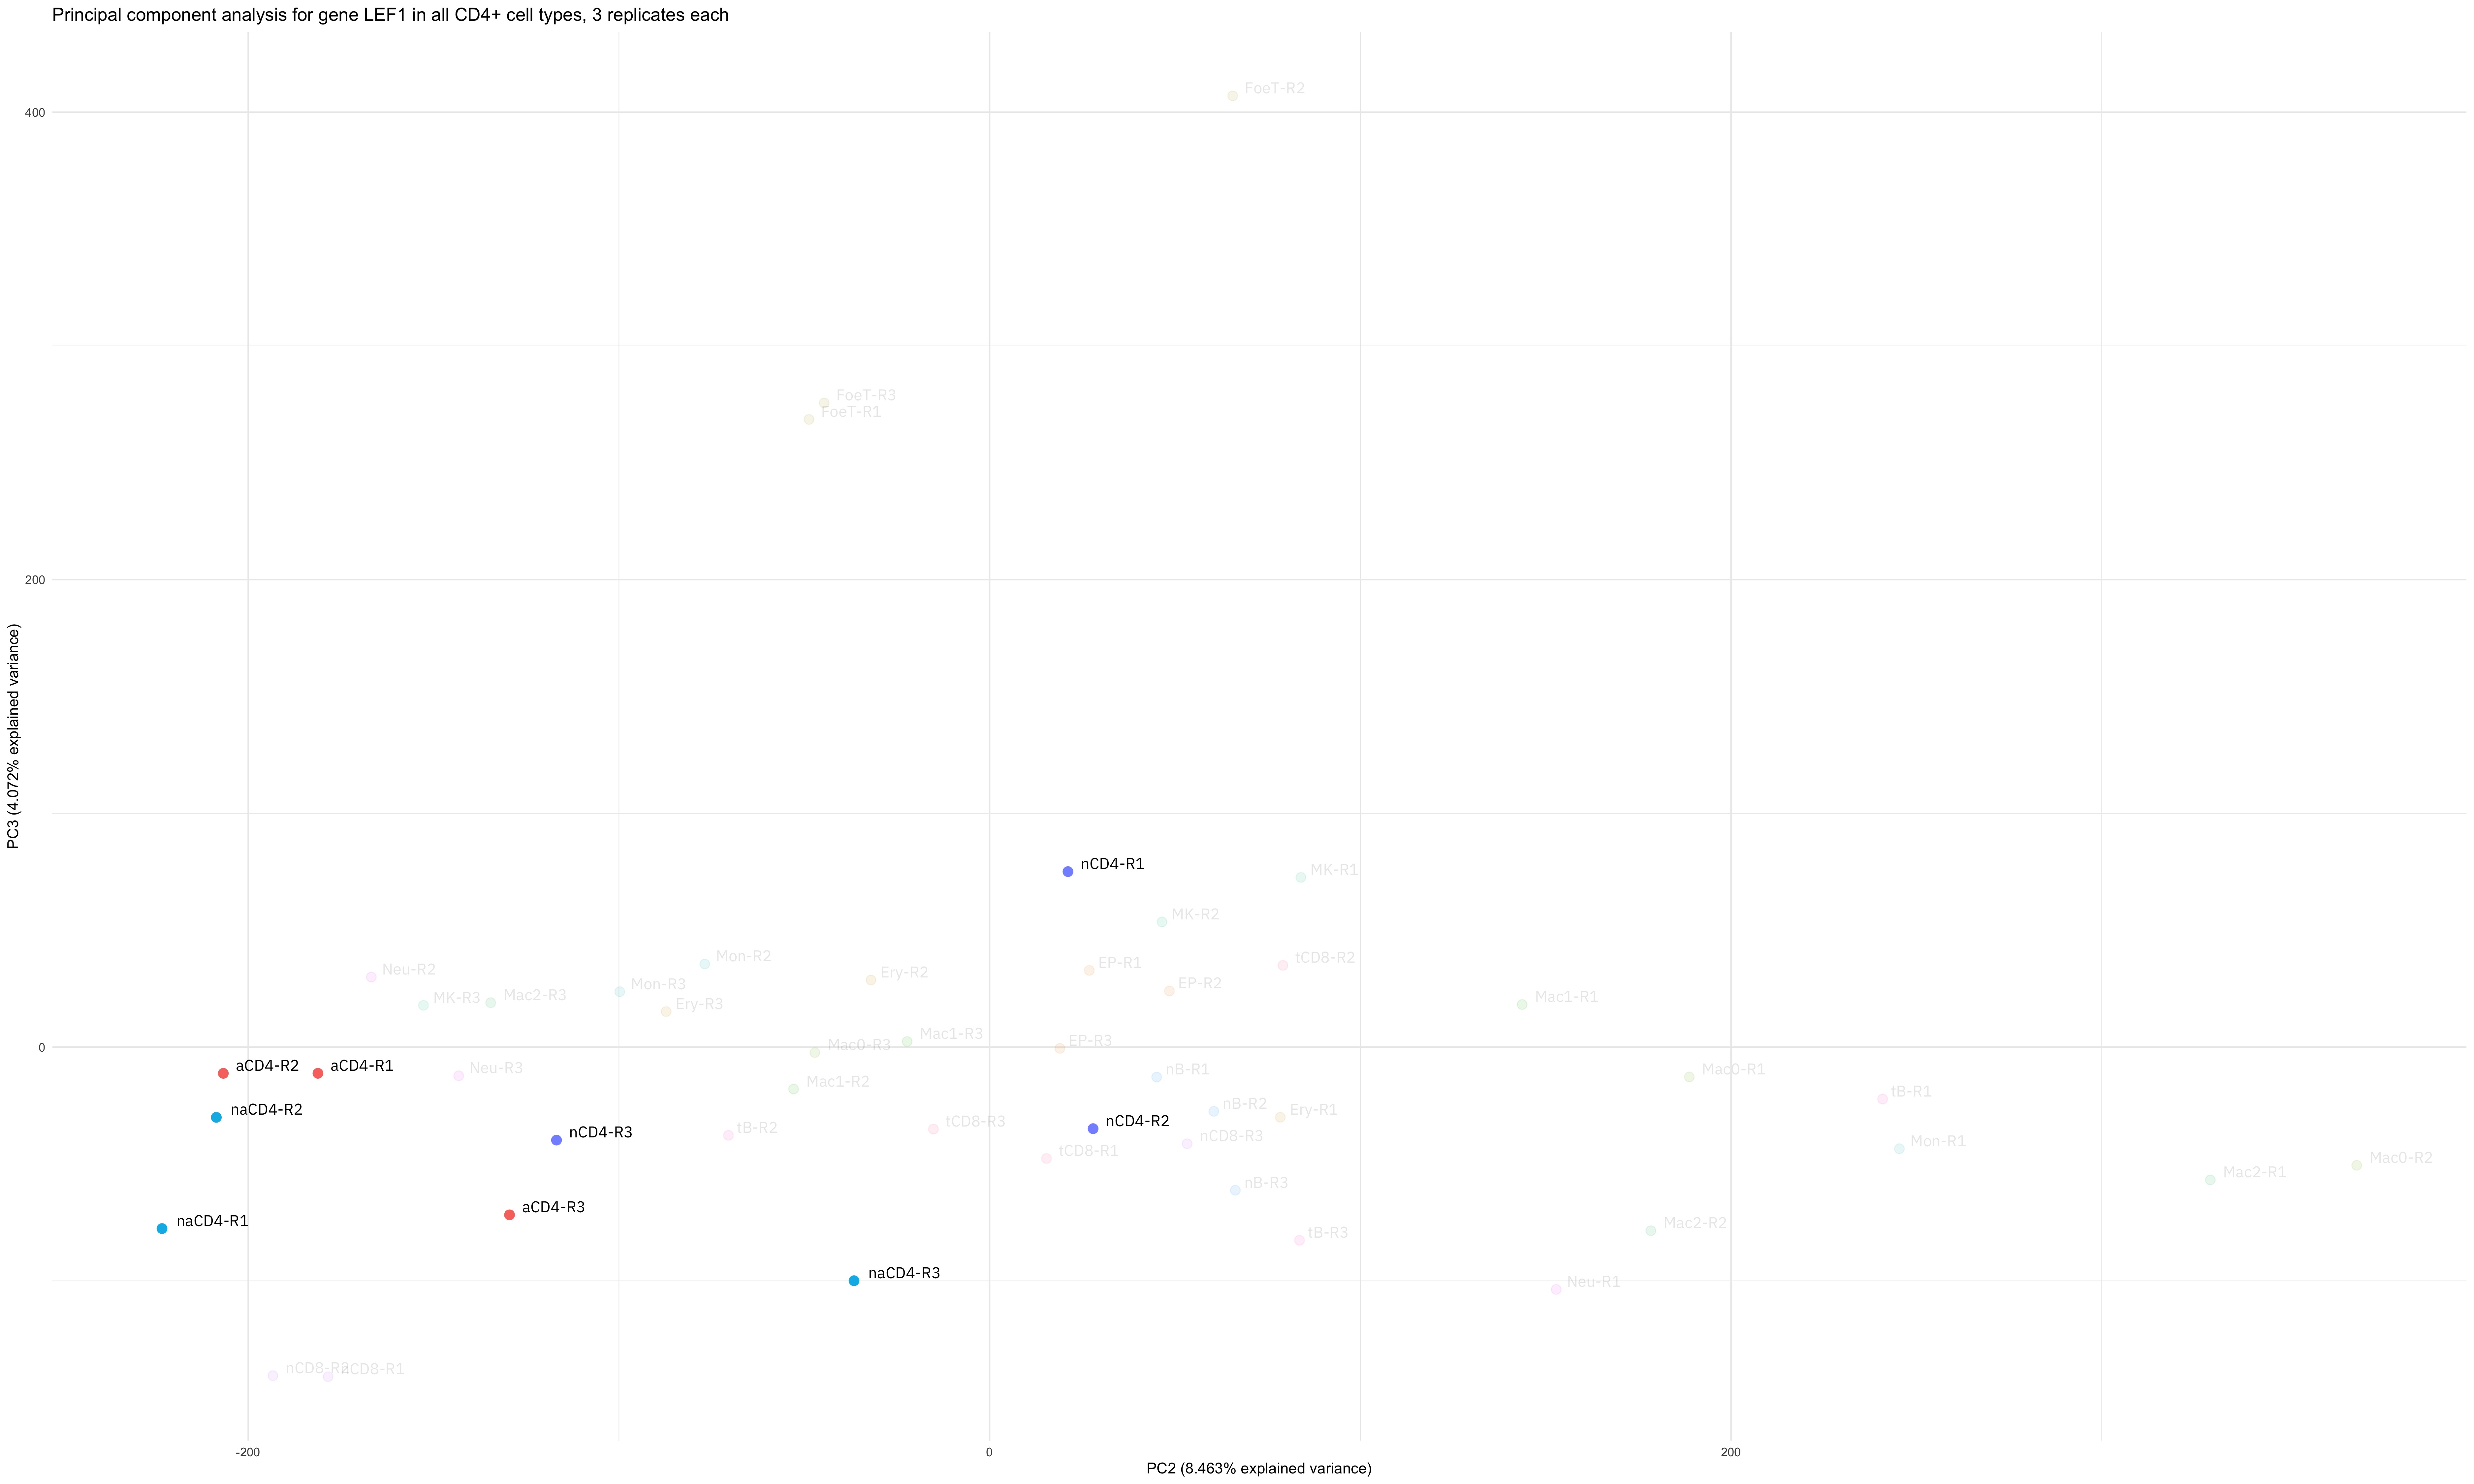 Principal component analysis for gene LEF1 in all CD4+ cell types, 3 replicates each
FoeT-R2
400
FoeT-R3
FoeT-R1
200
PC3 (4.072% explained variance)
nCD4-R1
MK-R1
MK-R2
Mon-R2
tCD8-R2
EP-R1
Neu-R2
Ery-R2
Mon-R3
EP-R2
Mac2-R3
MK-R3
Mac1-R1
Ery-R3
Mac1-R3
EP-R3
Mac0-R3
0
aCD4-R2
aCD4-R1
Neu-R3
nB-R1
Mac0-R1
Mac1-R2
tB-R1
nB-R2
naCD4-R2
Ery-R1
tCD8-R3
nCD4-R2
tB-R2
nCD4-R3
nCD8-R3
Mon-R1
tCD8-R1
Mac0-R2
Mac2-R1
nB-R3
aCD4-R3
naCD4-R1
Mac2-R2
tB-R3
naCD4-R3
Neu-R1
nCD8-R2
nCD8-R1
-200
0
200
PC2 (8.463% explained variance)